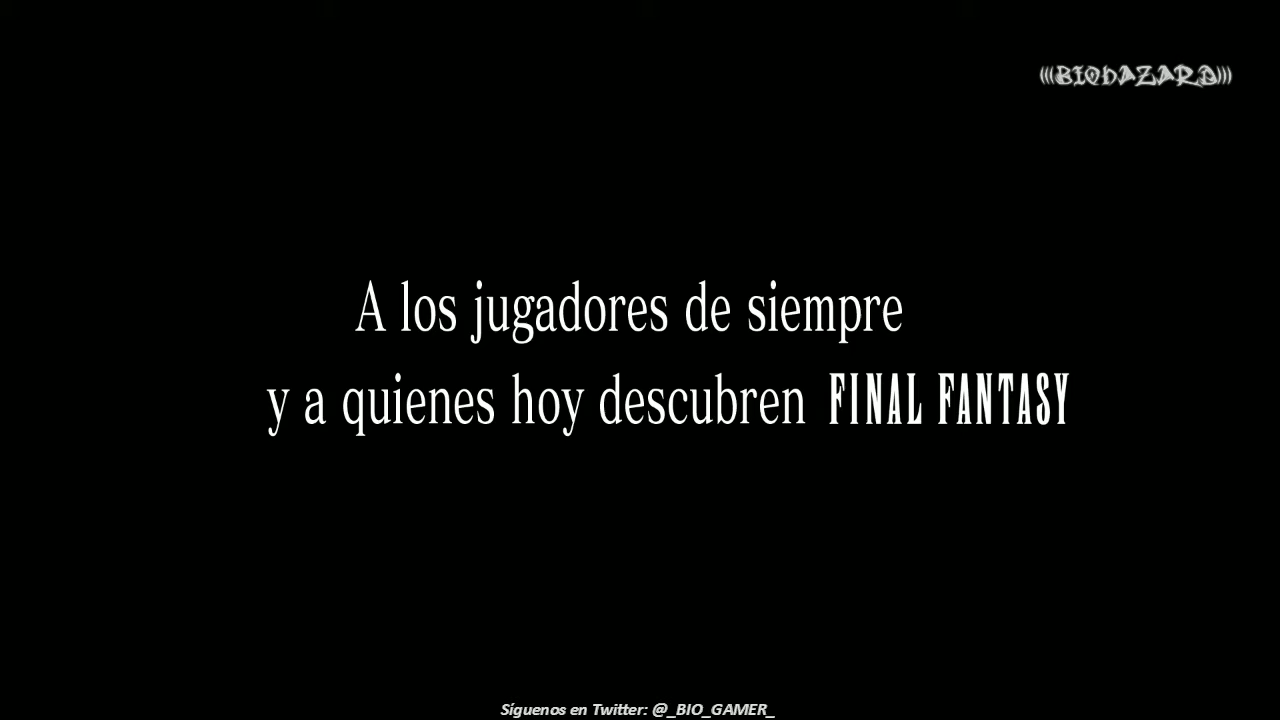 (((BIOHAZARD)))
A los jugadores de siempre
y a quienes hoy descubren FINAL FANTASY
Síguenos en Twitter: @_BIO_GAMER_